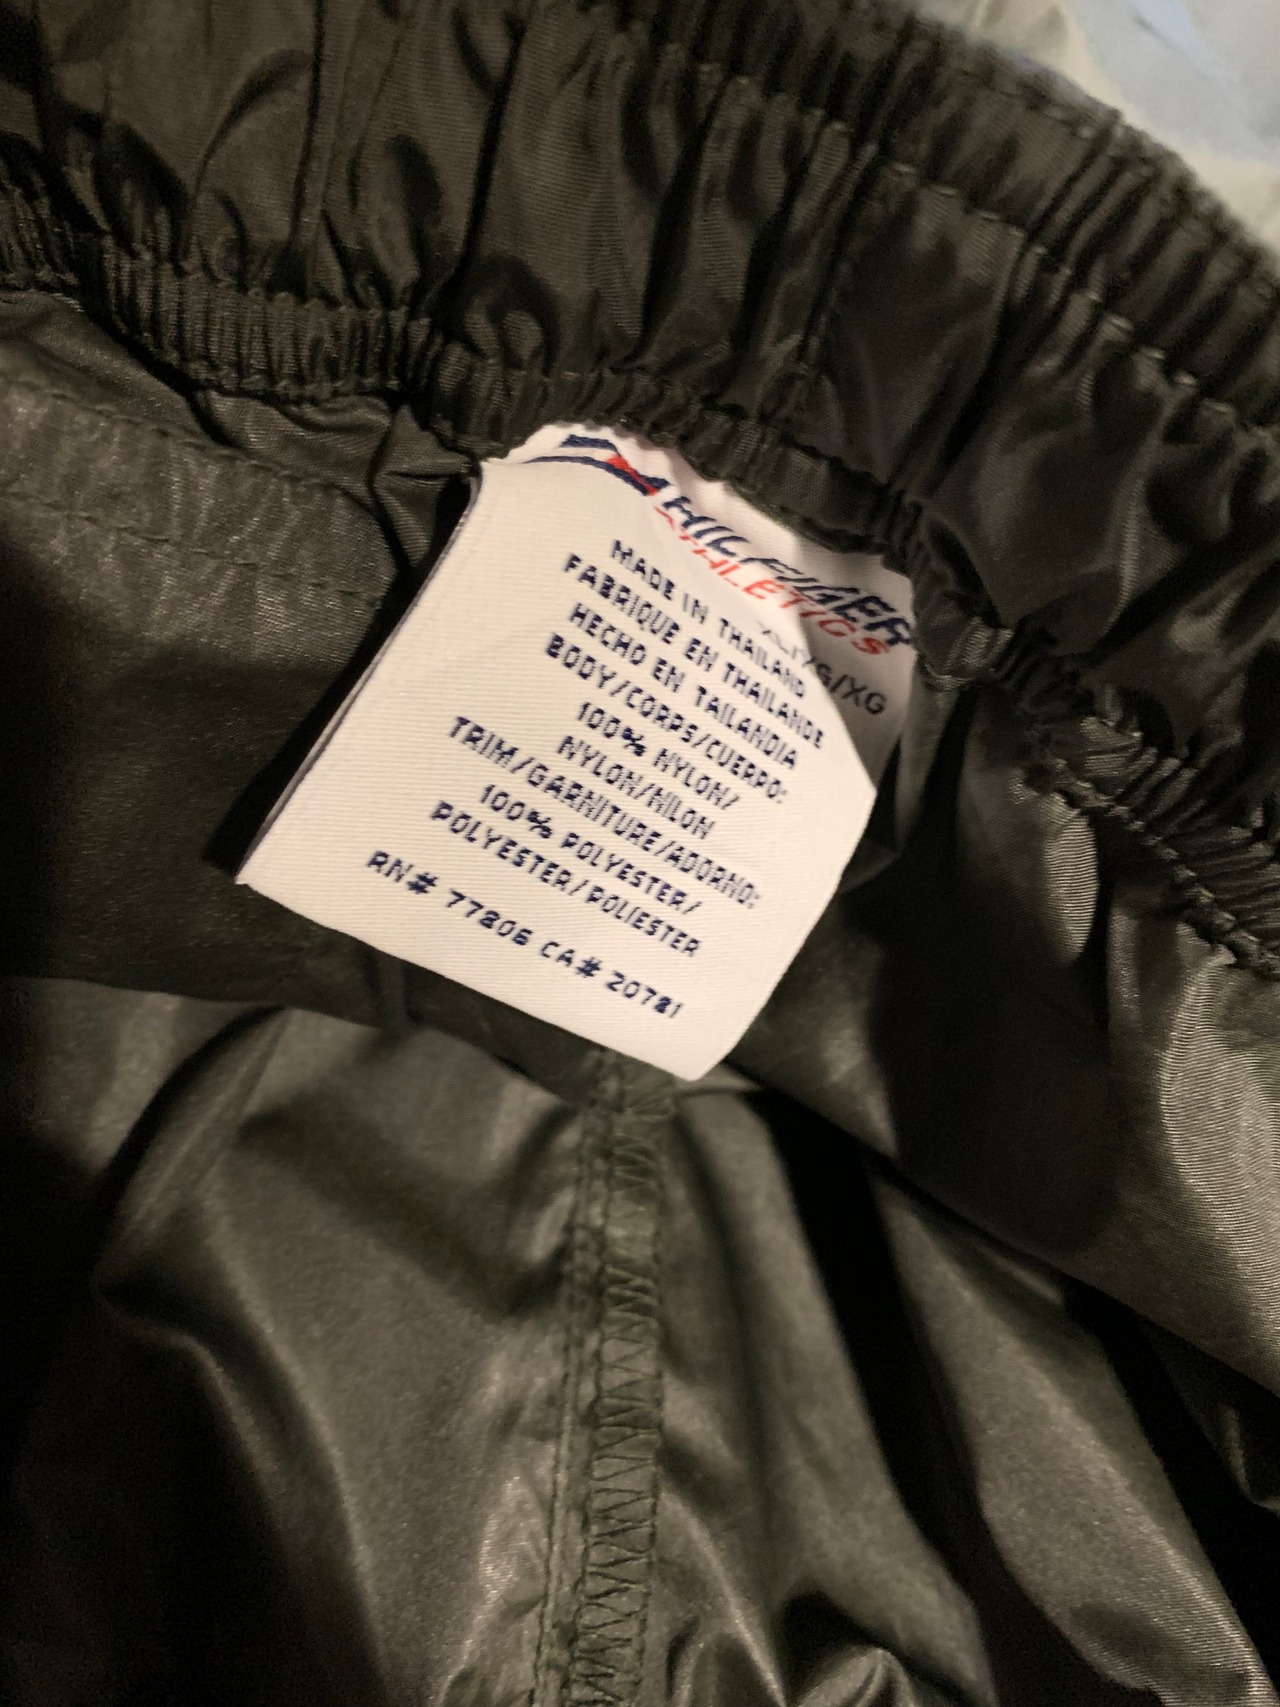 HILFIGER
ATHLETICS
XL/XG/XG
MADE IN THAILAND
FABRIQUE EN THAILANDE
HECHO EN TAILANDIA
BODY/CORPS/CUERPO:
100% NYLON/
NYLON/NILON
TRIM/GARNITURE/ADORNO:
100% POLYESTER/
POLYESTER/POLIESTER
RN# 77806 CA# 20781